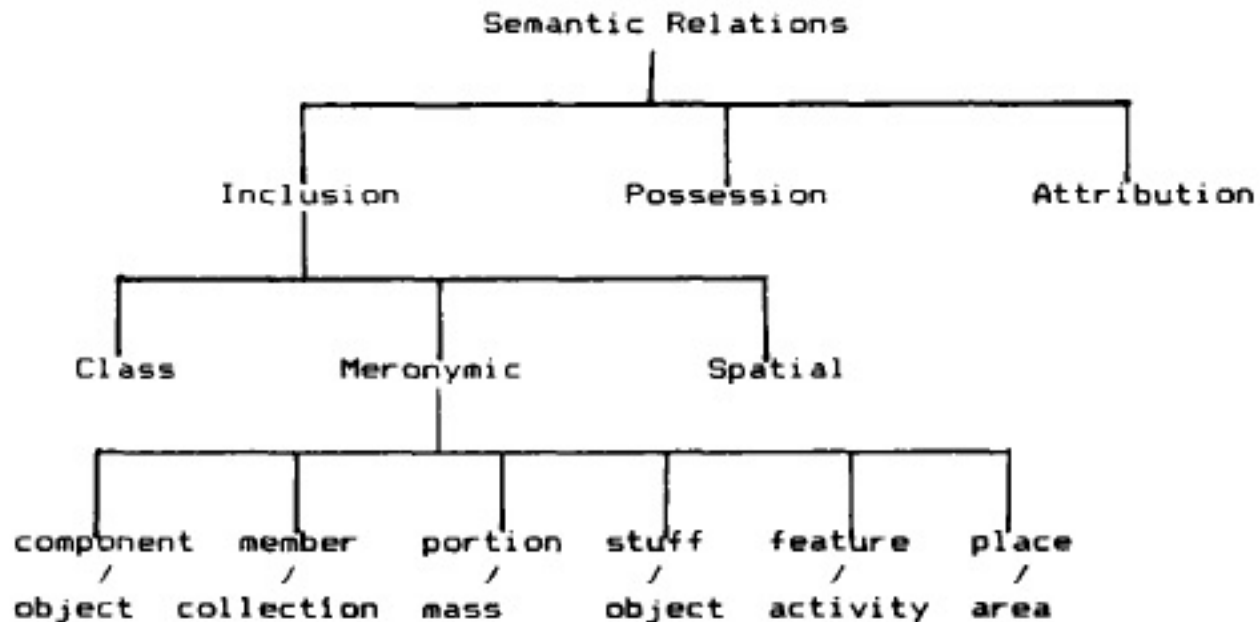 Semantic Relations
Inclusion Possession Attribution
Class Meronymic Spatial
component member portion stuff feature place
/ / / / / /
object collection mass object activity area